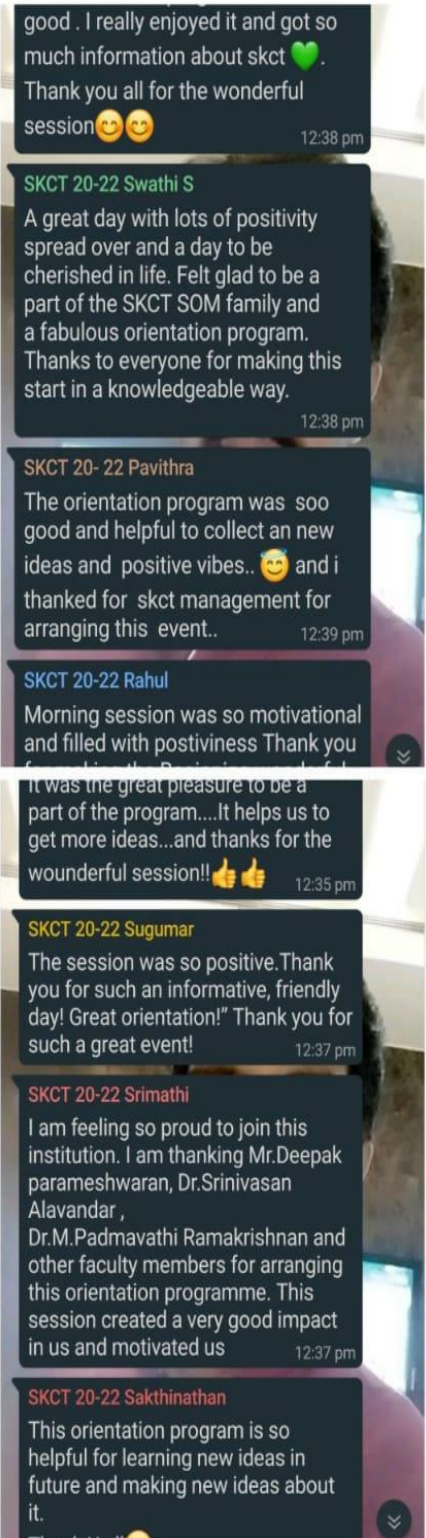 good . I really enjoyed it and got so
much information about skct 💚.
Thank you all for the wonderful
session😊😊
12:38 pm
SKCT 20-22 Swathi S
A great day with lots of positivity
spread over and a day to be
cherished in life. Felt glad to be a
part of the SKCT SOM family and
a fabulous orientation program.
Thanks to everyone for making this
start in a knowledgeable way.
12:38 pm
SKCT 20- 22 Pavithra
The orientation program was soo
good and helpful to collect an new
ideas and positive vibes.. 😇 and i
thanked for skct management for
arranging this event..
12:39 pm
SKCT 20-22 Rahul
Morning session was so motivational
and filled with postiviness Thank you
It was the great pleasure to be a
part of the program....It helps us to
get more ideas...and thanks for the
wounderful session!!👍👍
12:35 pm
SKCT 20-22 Sugumar
The session was so positive.Thank
you for such an informative, friendly
day! Great orientation!” Thank you for
such a great event!
12:37 pm
SKCT 20-22 Srimathi
I am feeling so proud to join this
institution. I am thanking Mr.Deepak
parameshwaran, Dr.Srinivasan
Alavandar ,
Dr.M.Padmavathi Ramakrishnan and
other faculty members for arranging
this orientation programme. This
session created a very good impact
in us and motivated us
12:37 pm
SKCT 20-22 Sakthinathan
This orientation program is so
helpful for learning new ideas in
future and making new ideas about
it.